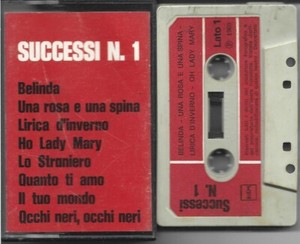 SUCCESSI N. 1
Belinda
Una rosa e una spina
Lirica d'inverno
Ho Lady Mary
Lo Straniero
Quanto ti amo
Il tuo mondo
Occhi neri, occhi neri
Lato 1
BELINDA - UNA ROSA E UNA SPINA -
LIRICA D'INVERNO - OH LADY MARY
Successi
N. 1